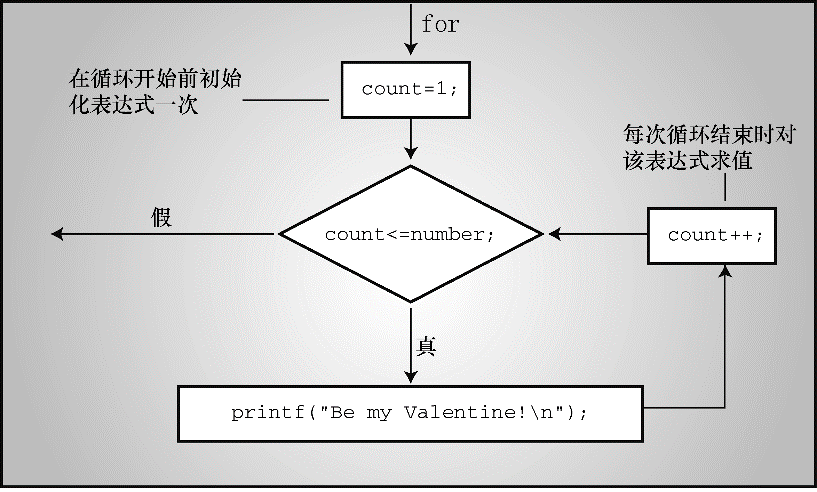 for
count=1;
在循环开始前初始
化表达式一次
每次循环结束时对
该表达式求值
假
count<=number;
count++;
真
printf("Be my Valentine!\n");